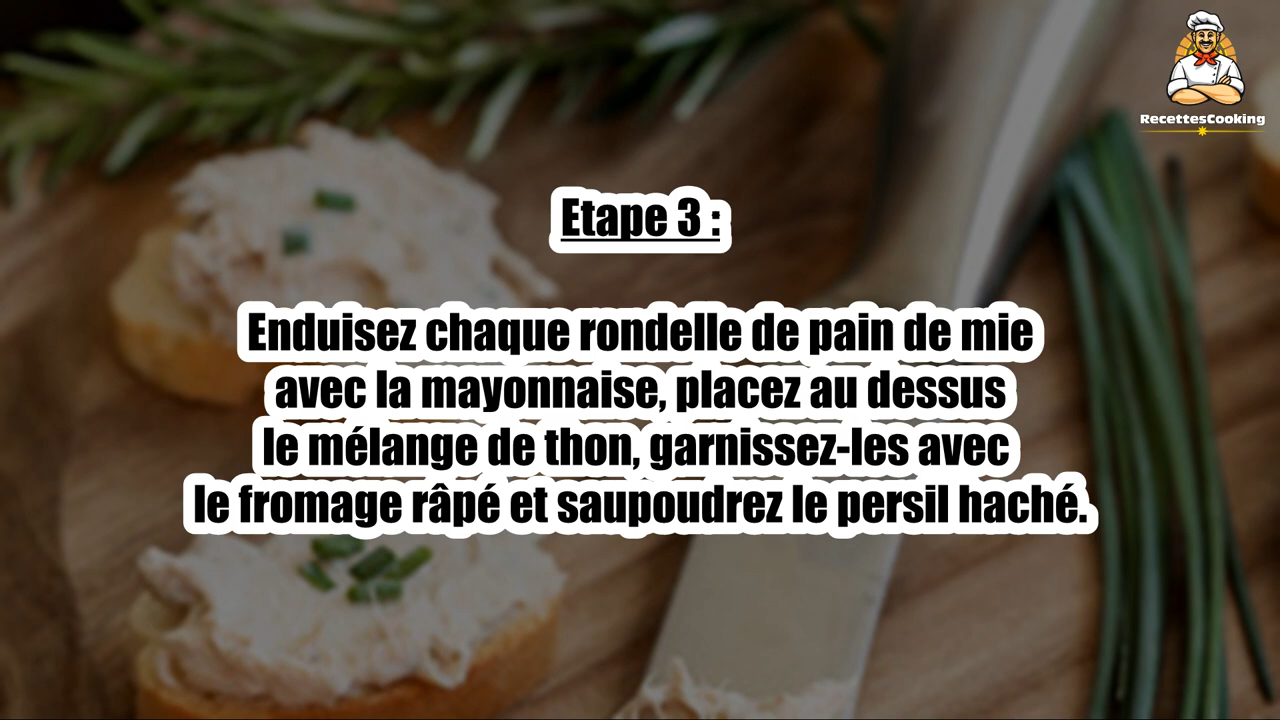 RecettesCooking
Etape 3 :
Enduisez chaque rondelle de pain de mie
avec la mayonnaise, placez au dessus
le mélange de thon, garnissez-les avec
le fromage râpé et saupoudrez le persil haché.